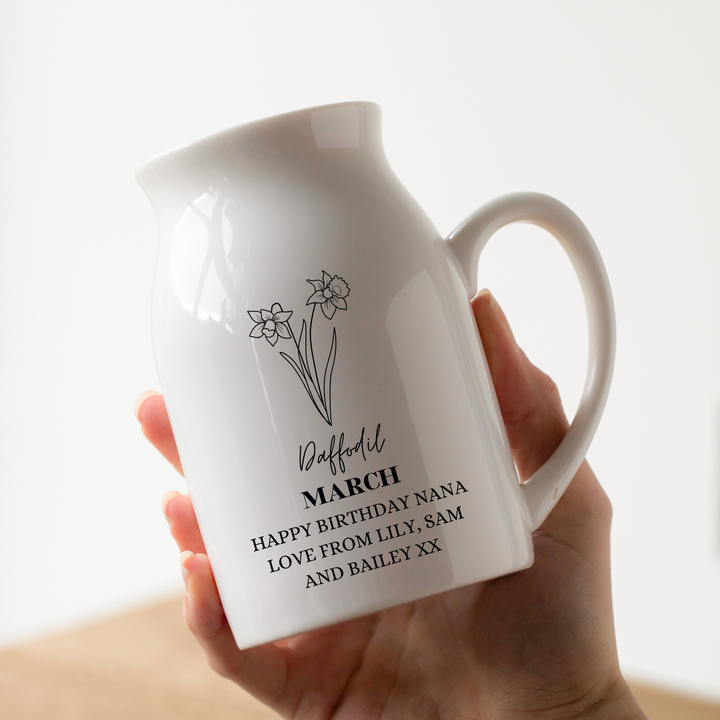 Daffodil
MARCH
HAPPY BIRTHDAY NANA
LOVE FROM LILY, SAM
AND BAILEY XX